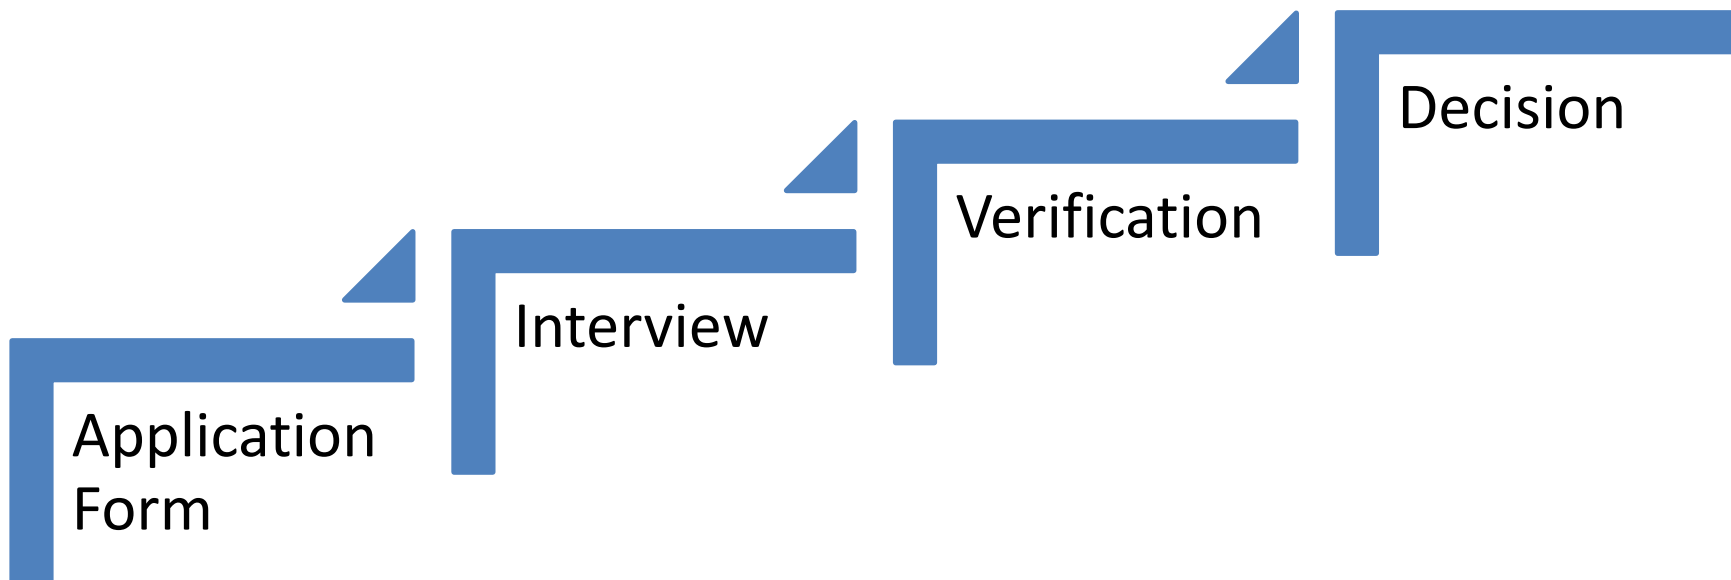 Application
Form
Interview
Verification
Decision